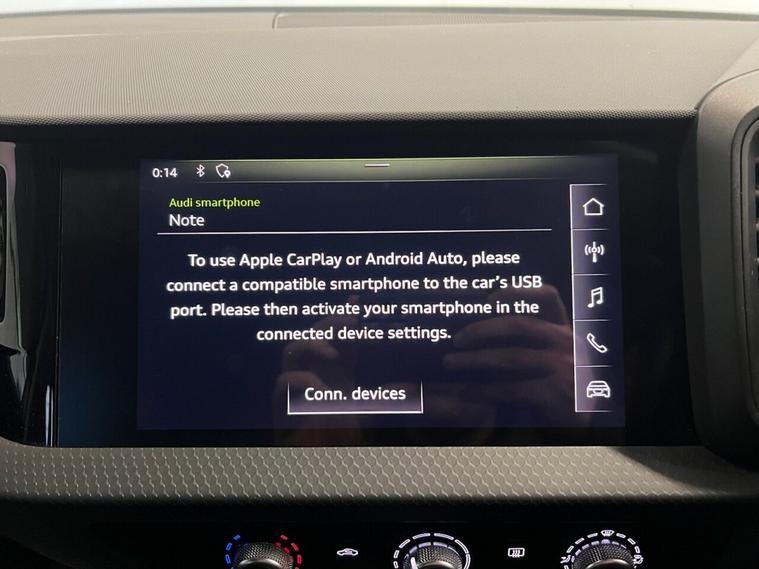 0:14
Audi smartphone
Note
To use Apple CarPlay or Android Auto, please
connect a compatible smartphone to the car's USB
port. Please then activate your smartphone in the
connected device settings.
Conn. devices